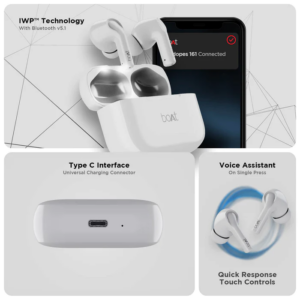 IWP™ Technology
With Bluetooth v5.1
opes 161 Connected
boAt
Type C Interface
Universal Charging Connector
Voice Assistant
On Single Press
Quick Response
Touch Controls